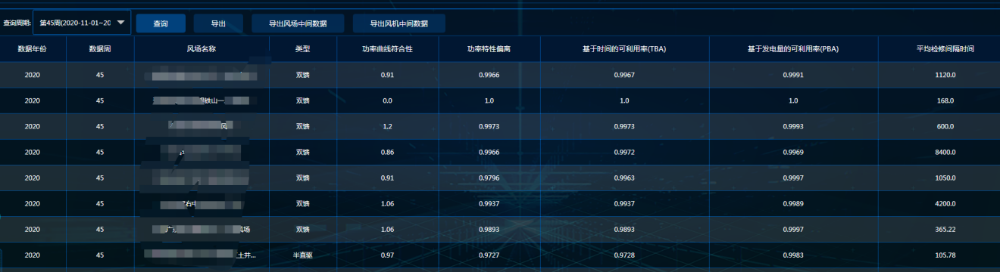 查询周期: 第45周(2020-11-01~20 查询 导出 导出风场中间数据 导出风机中间数据
数据年份 数据周 风场名称 类型 功率曲线符合性 功率特性偏离 基于时间的可利用率(TBA) 基于发电量的可利用率(PBA) 平均检修间隔时间
2020 45 双馈 0.91 0.9966 0.9967 0.9991 1120.0
2020 45 铁山一 双馈 0.0 1.0 1.0 1.0 168.0
2020 45 风 双馈 1.2 0.9973 0.9973 0.9993 600.0
2020 45 双馈 0.86 0.9966 0.9972 0.9969 8400.0
2020 45 双馈 0.91 0.9796 0.9963 0.9997 1050.0
2020 45 右中 双馈 1.06 0.9937 0.9937 0.9989 4200.0
2020 45 广 场 双馈 1.06 0.9893 0.9893 0.9997 365.22
2020 45 土井... 半直驱 0.97 0.9727 0.9728 0.9983 105.78